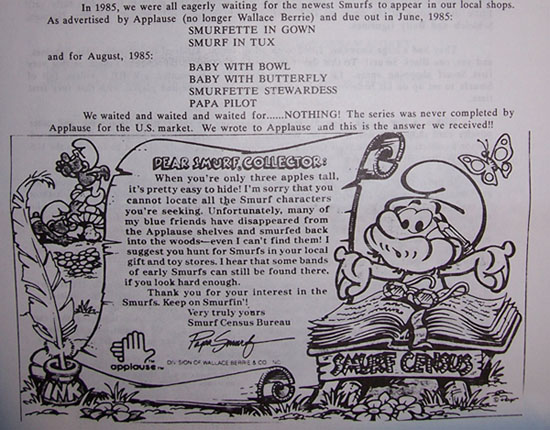 In 1985, we were all eagerly waiting for the newest Smurfs to appear in our local shops.
As advertised by Applause (no longer Wallace Berrie) and due out in June, 1985:
SMURFETTE IN GOWN
SMURF IN TUX
and for August, 1985:
BABY WITH BOWL
BABY WITH BUTTERFLY
SMURFETTE STEWARDESS
PAPA PILOT
We waited and waited and waited for......NOTHING! The series was never completed by
Applause for the U.S. market. We wrote to Applause and this is the answer we received!!
DEAR SMURF COLLECTOR:
When you're only three apples tall,
it's pretty easy to hide! I'm sorry that you
cannot locate all the Smurf characters
you're seeking. Unfortunately, many of
my blue friends have disappeared from
the Applause shelves and smurfed back
into the woods—even I can't find them! I
suggest you hunt for Smurfs in your local
gift and toy stores. I hear that some bands
of early Smurfs can still be found there,
if you look hard enough.
Thank you for your interest in the
Smurfs. Keep on Smurfin'!
Very truly yours
Smurf Census Bureau
Papa Smurf
applause™
DIVISION OF WALLACE BERRIE & CO. INC.
INK
SMURF CENSUS